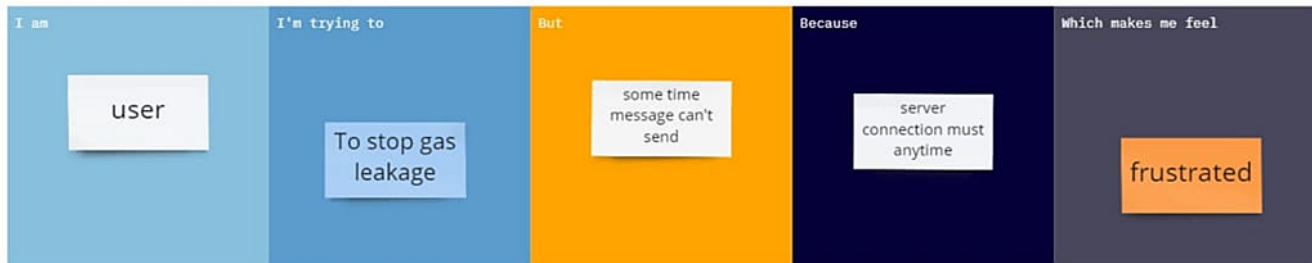 I am
user
I'm trying to
To stop gas
leakage
But
some time
message can't
send
Because
server
connection must
anytime
Which makes me feel
frustrated